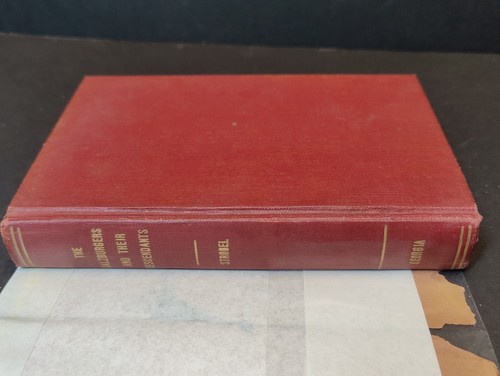 THE
SALZBURGERS
AND THEIR
DESCENDANTS
STROBEL
GEORGIA